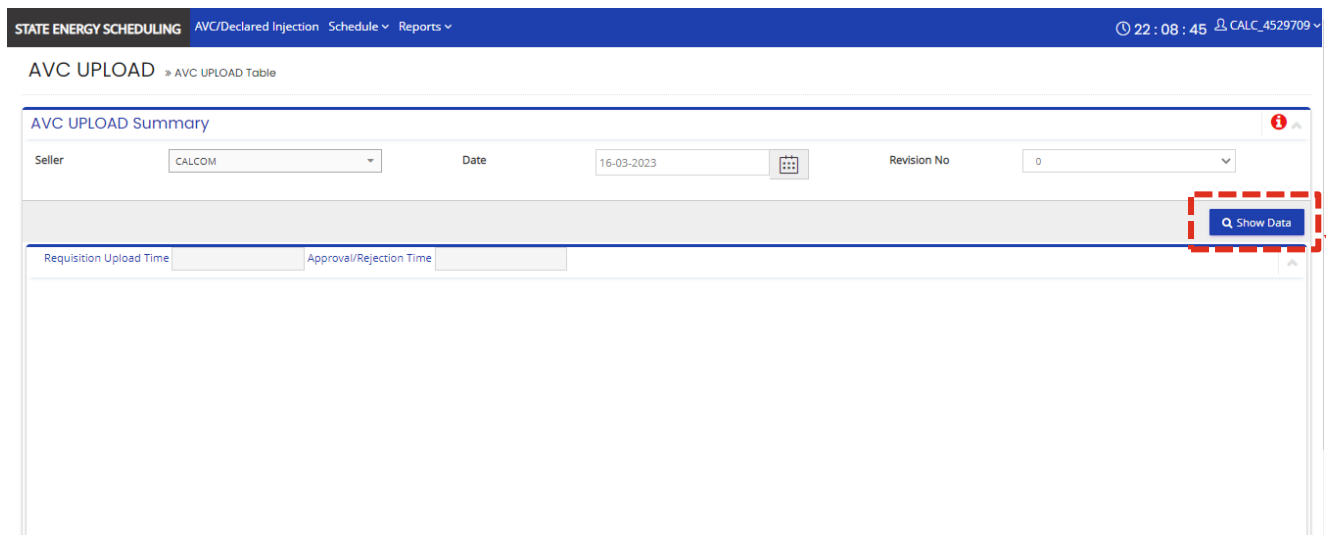 STATE ENERGY SCHEDULING AVC/Declared Injection Schedule Reports 22 : 08 : 45 CALC_4529709
AVC UPLOAD » AVC UPLOAD Table
AVC UPLOAD Summary
Seller CALCOM Date 16-03-2023 Revision No 0
Show Data
Requisition Upload Time Approval/Rejection Time